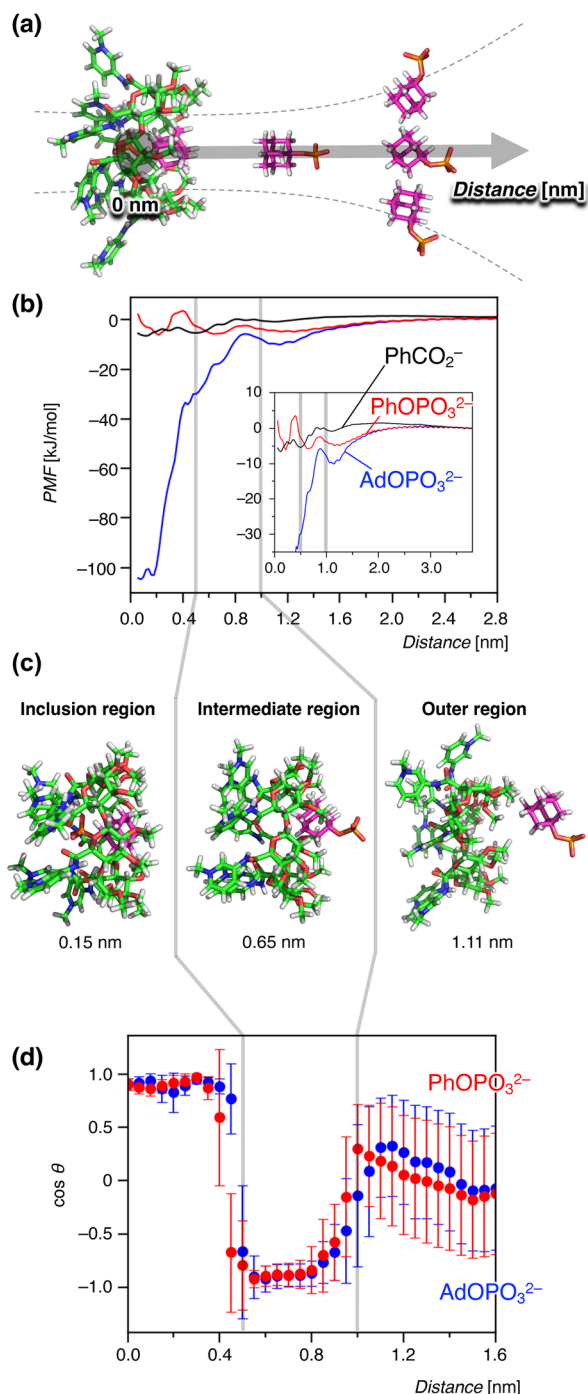 (a)
0 nm
Distance [nm]
(b)
PMF [kJ/mol]
0
−20
−40
−60
−80
−100
0.0
0.4
0.8
1.2
1.6
2.0
2.4
2.8
Distance [nm]
10
5
0
−10
−20
−30
0.0
1.0
2.0
3.0
PhCO₂⁻
PhOPO₃²⁻
AdOPO₃²⁻
(c)
Inclusion region
Intermediate region
Outer region
0.15 nm
0.65 nm
1.11 nm
(d)
cos θ
1.0
0.5
0
−0.5
−1.0
0.0
0.4
0.8
1.2
1.6
Distance [nm]
PhOPO₃²⁻
AdOPO₃²⁻